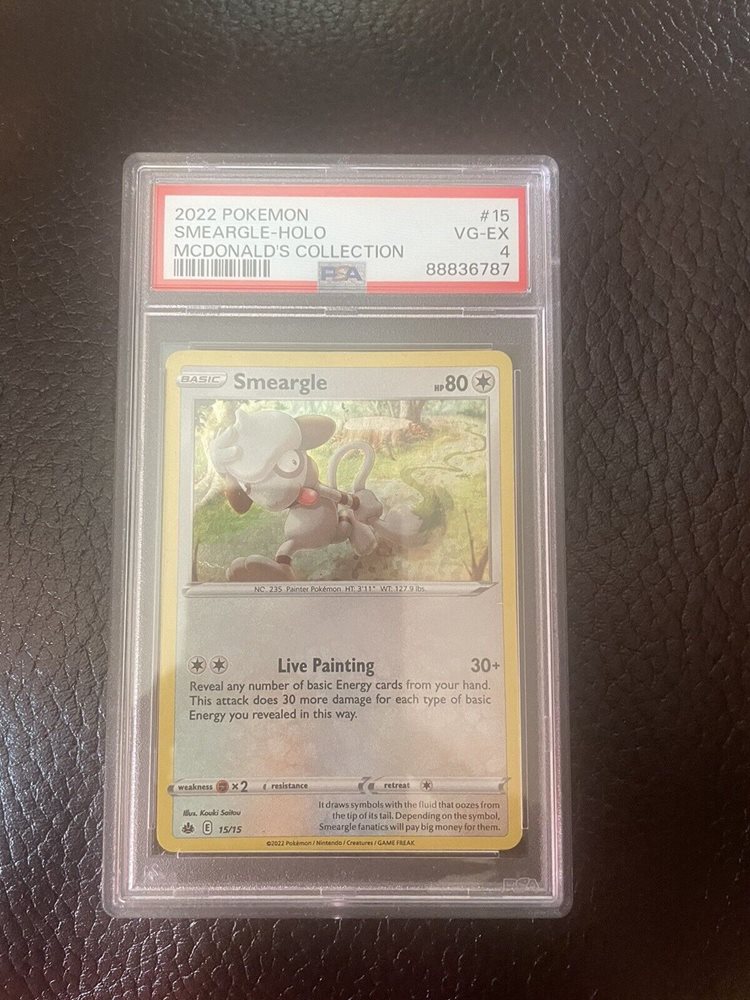 2022 POKEMON #15
SMEARGLE-HOLO VG-EX
MCDONALD'S COLLECTION 4
PSA 88836787
BASIC Smeargle HP 80
NO. 235 Painter Pokémon HT: 3'11" WT: 127.9 lbs.
Live Painting 30+
Reveal any number of basic Energy cards from your hand.
This attack does 30 more damage for each type of basic
Energy you revealed in this way.
weakness ×2 resistance retreat
Illus. Kouki Saitou
It draws symbols with the fluid that oozes from
the tip of its tail. Depending on the symbol,
Smeargle fanatics will pay big money for them.
E 15/15
©2022 Pokémon / Nintendo / Creatures / GAME FREAK
PSA